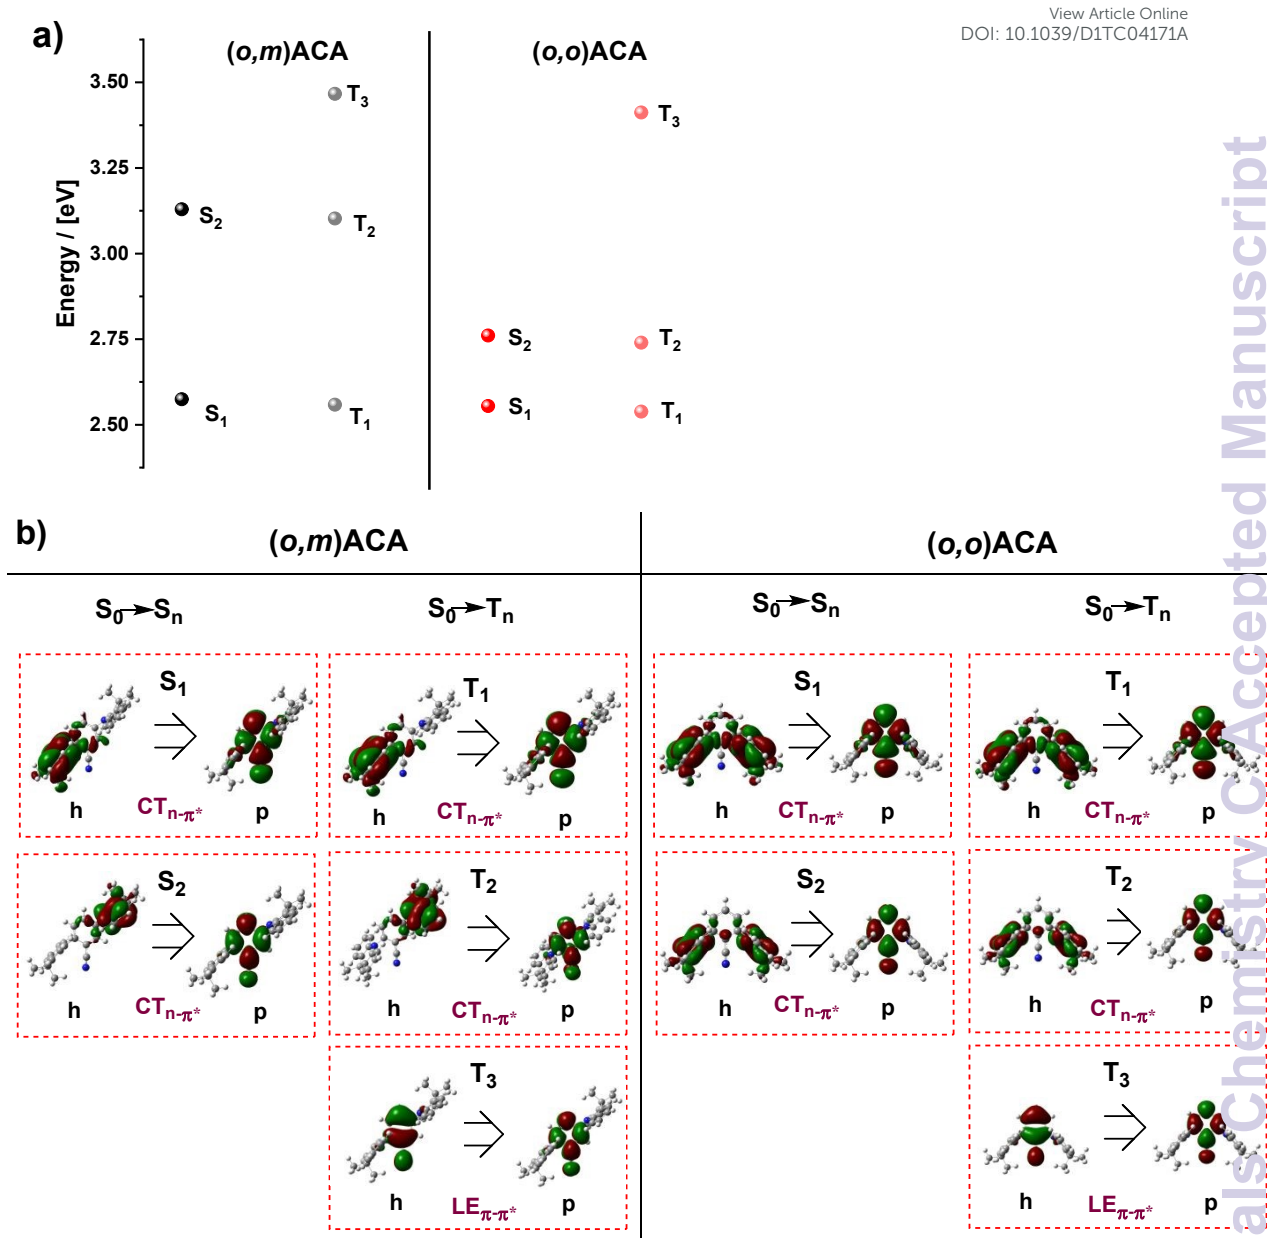 View Article Online
DOI: 10.1039/D1TC04171A
a)
(o,m)ACA
(o,o)ACA
Energy / [eV]
3.50
3.25
3.00
2.75
2.50
T3
S2
T2
S1
T1
T3
S2
T2
S1
T1
b)
(o,m)ACA
(o,o)ACA
S0→Sn
S0→Tn
S0→Sn
S0→Tn
S1
h
CTn-π*
p
T1
h
CTn-π*
p
S1
h
CTn-π*
p
T1
h
CTn-π*
p
S2
h
CTn-π*
p
T2
h
CTn-π*
p
S2
h
CTn-π*
p
T2
h
CTn-π*
p
T3
h
LEπ-π*
p
T3
h
LEπ-π*
p
als Chemistry C Accepted Manuscript